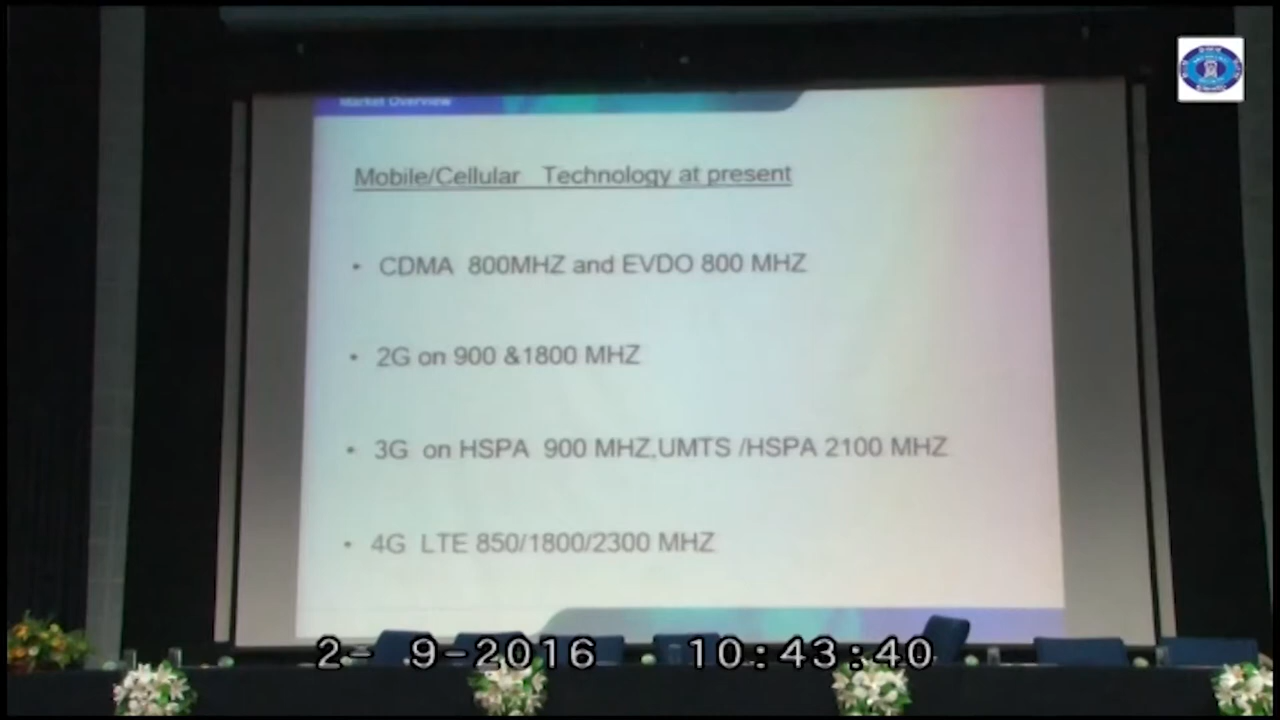 Market Overview
Mobile/Cellular Technology at present
• CDMA 800MHZ and EVDO 800 MHZ
• 2G on 900 &1800 MHZ
• 3G on HSPA 900 MHZ,UMTS /HSPA 2100 MHZ
• 4G LTE 850/1800/2300 MHZ
2- 9-2016 10:43:40